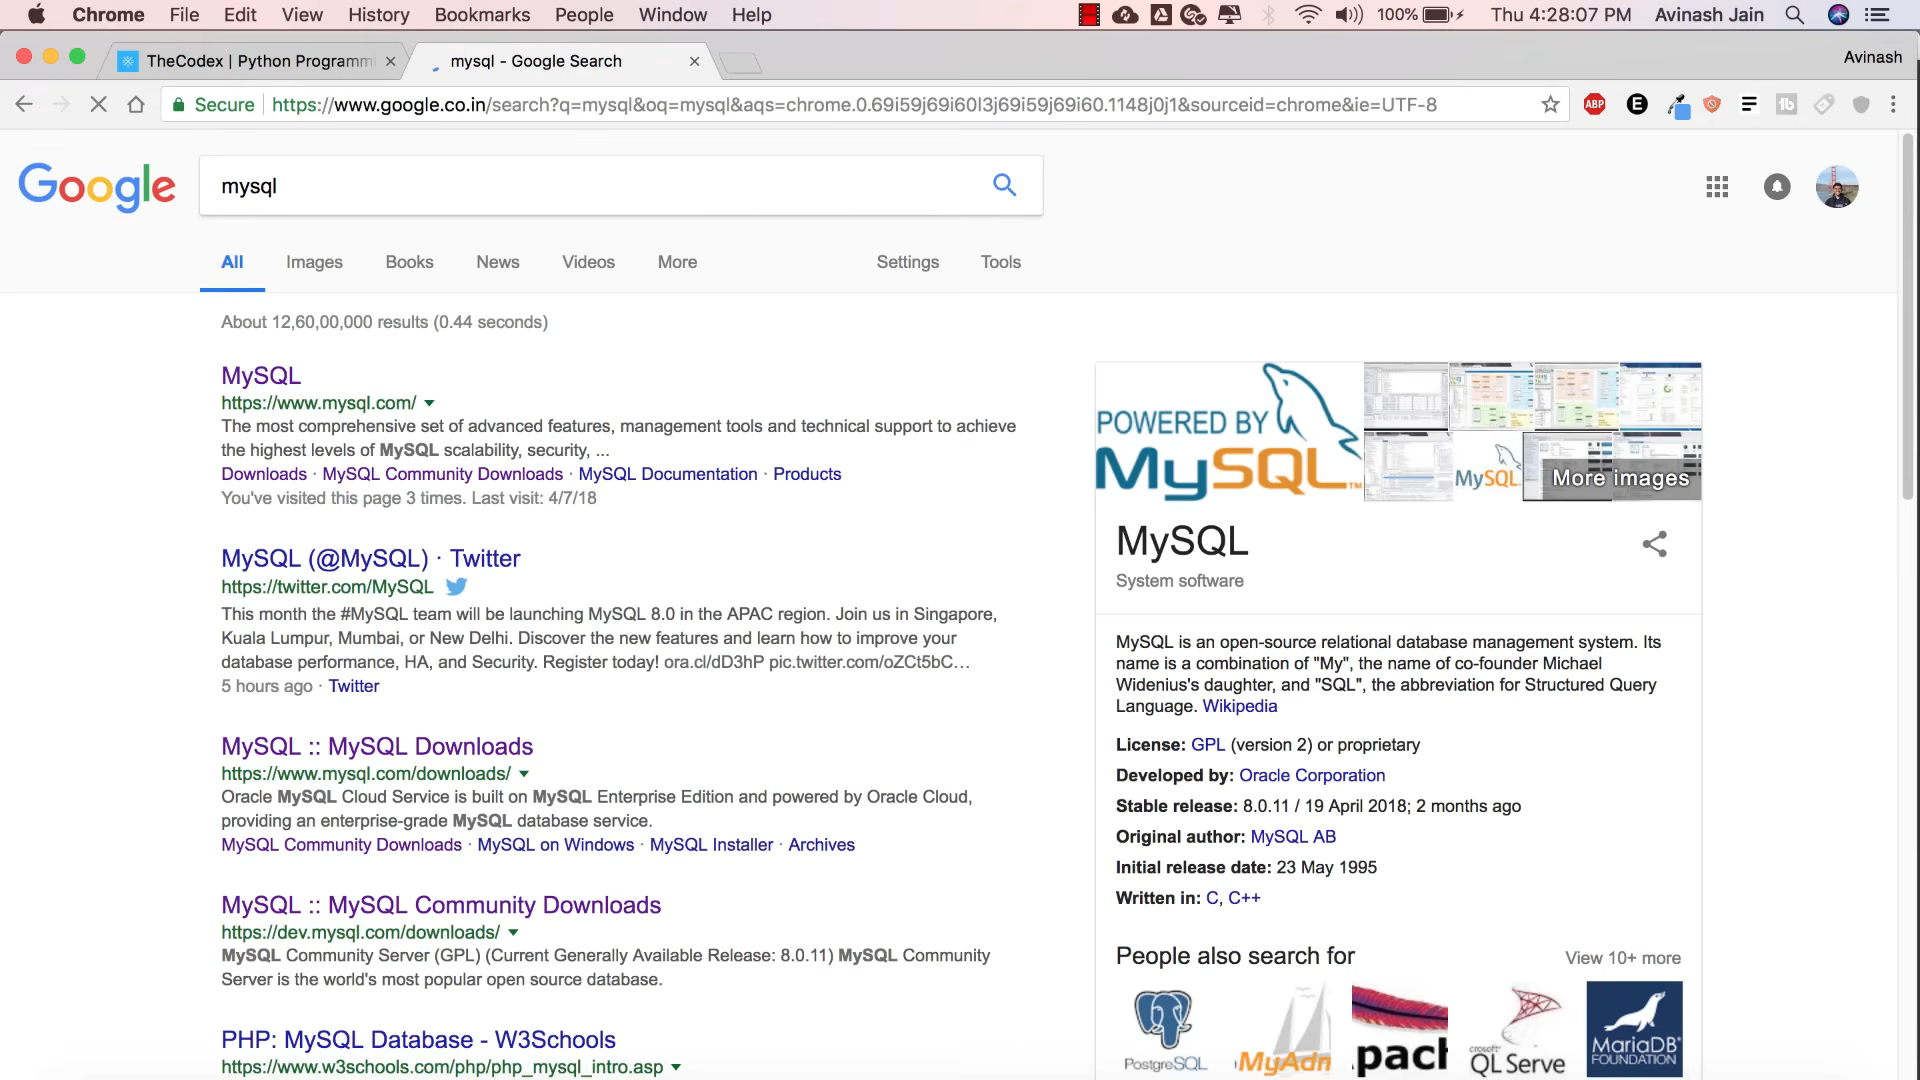 Chrome File Edit View History Bookmarks People Window Help 100% Thu 4:28:07 PM Avinash Jain
TheCodex | Python Programm mysql - Google Search Avinash
Secure https://www.google.co.in/search?q=mysql&oq=mysql&aqs=chrome.0.69i59j69i60l3j69i59j69i60.1148j0j1&sourceid=chrome&ie=UTF-8 ABP E tb
Google mysql
All Images Books News Videos More Settings Tools
About 12,60,00,000 results (0.44 seconds)
MySQL
https://www.mysql.com/
The most comprehensive set of advanced features, management tools and technical support to achieve
the highest levels of MySQL scalability, security, ...
Downloads · MySQL Community Downloads · MySQL Documentation · Products
You've visited this page 3 times. Last visit: 4/7/18
MySQL (@MySQL) · Twitter
https://twitter.com/MySQL
This month the #MySQL team will be launching MySQL 8.0 in the APAC region. Join us in Singapore,
Kuala Lumpur, Mumbai, or New Delhi. Discover the new features and learn how to improve your
database performance, HA, and Security. Register today! ora.cl/dD3hP pic.twitter.com/oZCt5bC…
5 hours ago · Twitter
MySQL :: MySQL Downloads
https://www.mysql.com/downloads/
Oracle MySQL Cloud Service is built on MySQL Enterprise Edition and powered by Oracle Cloud,
providing an enterprise-grade MySQL database service.
MySQL Community Downloads · MySQL on Windows · MySQL Installer · Archives
MySQL :: MySQL Community Downloads
https://dev.mysql.com/downloads/
MySQL Community Server (GPL) (Current Generally Available Release: 8.0.11) MySQL Community
Server is the world's most popular open source database.
PHP: MySQL Database - W3Schools
https://www.w3schools.com/php/php_mysql_intro.asp
POWERED BY
MySQL™
MySQL
More images
MySQL
System software
MySQL is an open-source relational database management system. Its
name is a combination of "My", the name of co-founder Michael
Widenius's daughter, and "SQL", the abbreviation for Structured Query
Language. Wikipedia
License: GPL (version 2) or proprietary
Developed by: Oracle Corporation
Stable release: 8.0.11 / 19 April 2018; 2 months ago
Original author: MySQL AB
Initial release date: 23 May 1995
Written in: C, C++
People also search for View 10+ more
PostgreSQL MyAdm pach crosoft QL Serve MariaDB FOUNDATION